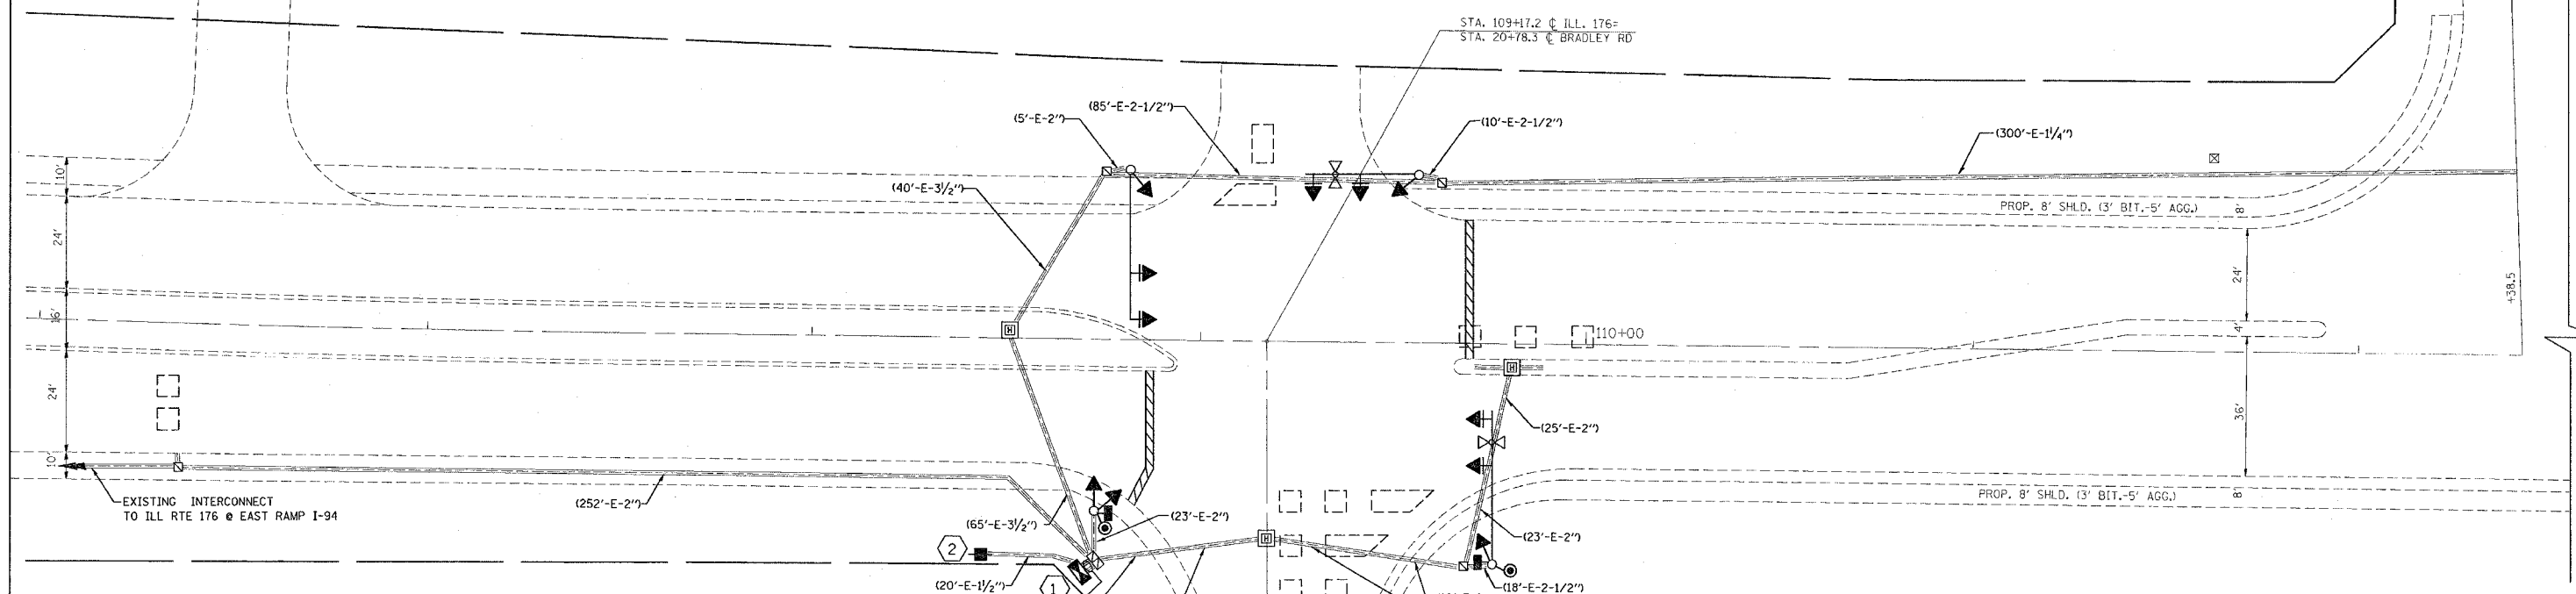 STA. 109+17.2 ℄ ILL. 176=
STA. 20+78.3 ℄ BRADLEY RD
(85'-E-2-1/2")
(5'-E-2")
(10'-E-2-1/2")
(300'-E-1¼")
10'
(40'-E-3½")
PROP. 8' SHLD. (3' BIT.-5' AGG.)
8'
24'
24'
+38.5
16'
H
110+00
4'
H
24'
36'
(25'-E-2")
10'
EXISTING INTERCONNECT
TO ILL RTE 176 @ EAST RAMP I-94
(252'-E-2")
PROP. 8' SHLD. (3' BIT.-5' AGG.)
8'
(65'-E-3½")
(23'-E-2")
H
(23'-E-2")
2
(20'-E-1½")
1
(18'-E-2-1/2")